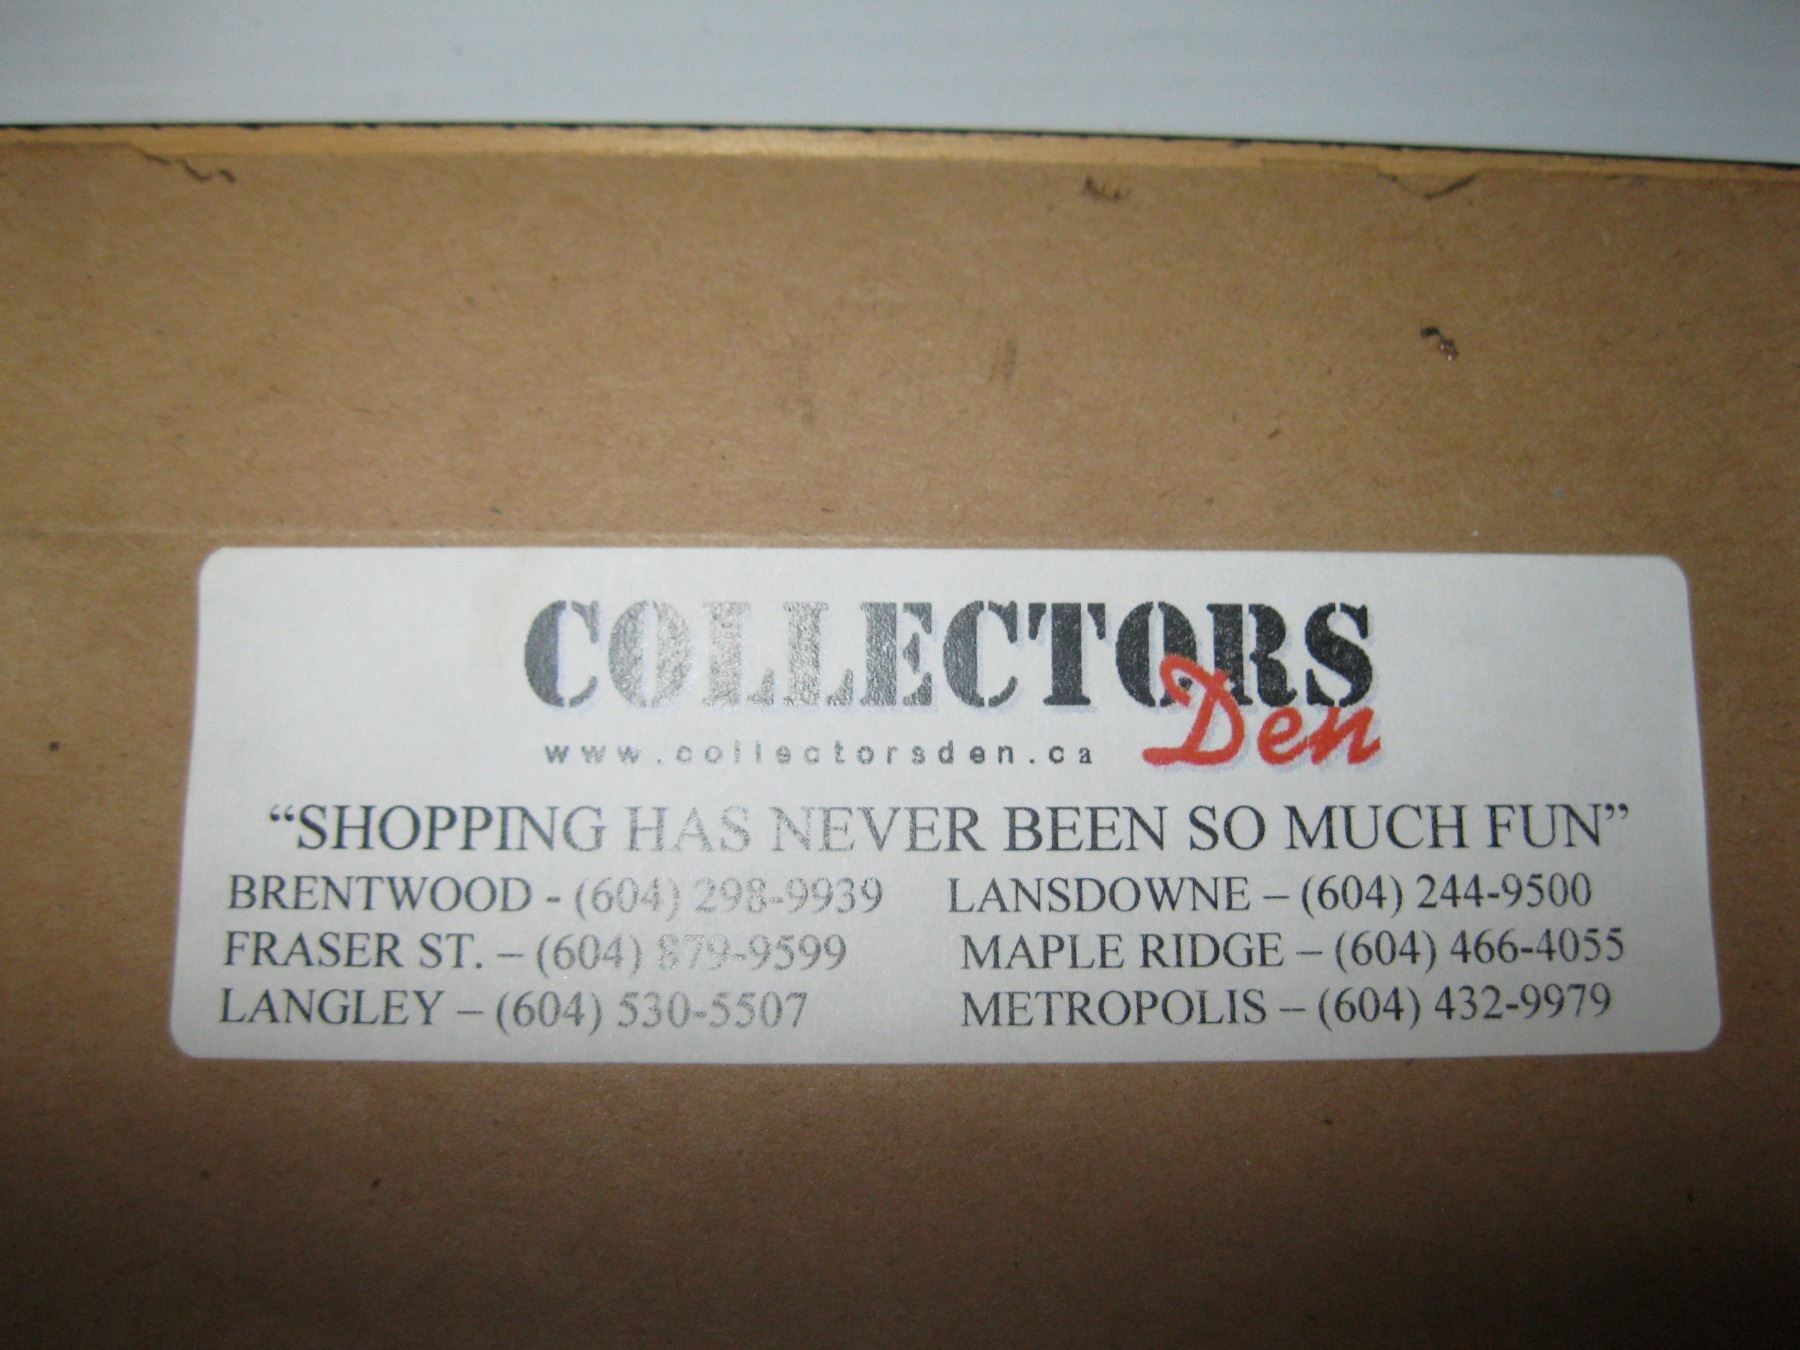 COLLECTORS
Den
www.collectorsden.ca
“SHOPPING HAS NEVER BEEN SO MUCH FUN”
BRENTWOOD - (604) 298-9939 LANSDOWNE – (604) 244-9500
FRASER ST. – (604) 879-9599 MAPLE RIDGE – (604) 466-4055
LANGLEY – (604) 530-5507 METROPOLIS – (604) 432-9979